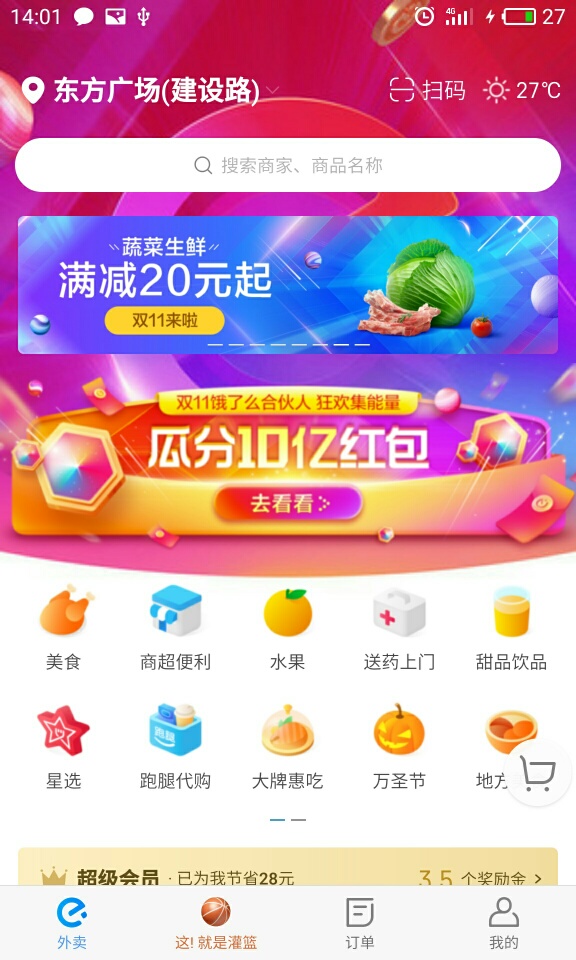 14:01
4G
27
东方广场(建设路)
扫码
27℃
搜索商家、商品名称
蔬菜生鲜
满减20元起
双11来啦
双11饿了么合伙人 狂欢集能量
瓜分10亿红包
去看看
美食
商超便利
水果
送药上门
甜品饮品
星选
跑腿代购
大牌惠吃
万圣节
地方
超级会员 · 已为我节省28元
3.5 个奖励金
外卖
这! 就是灌篮
订单
我的